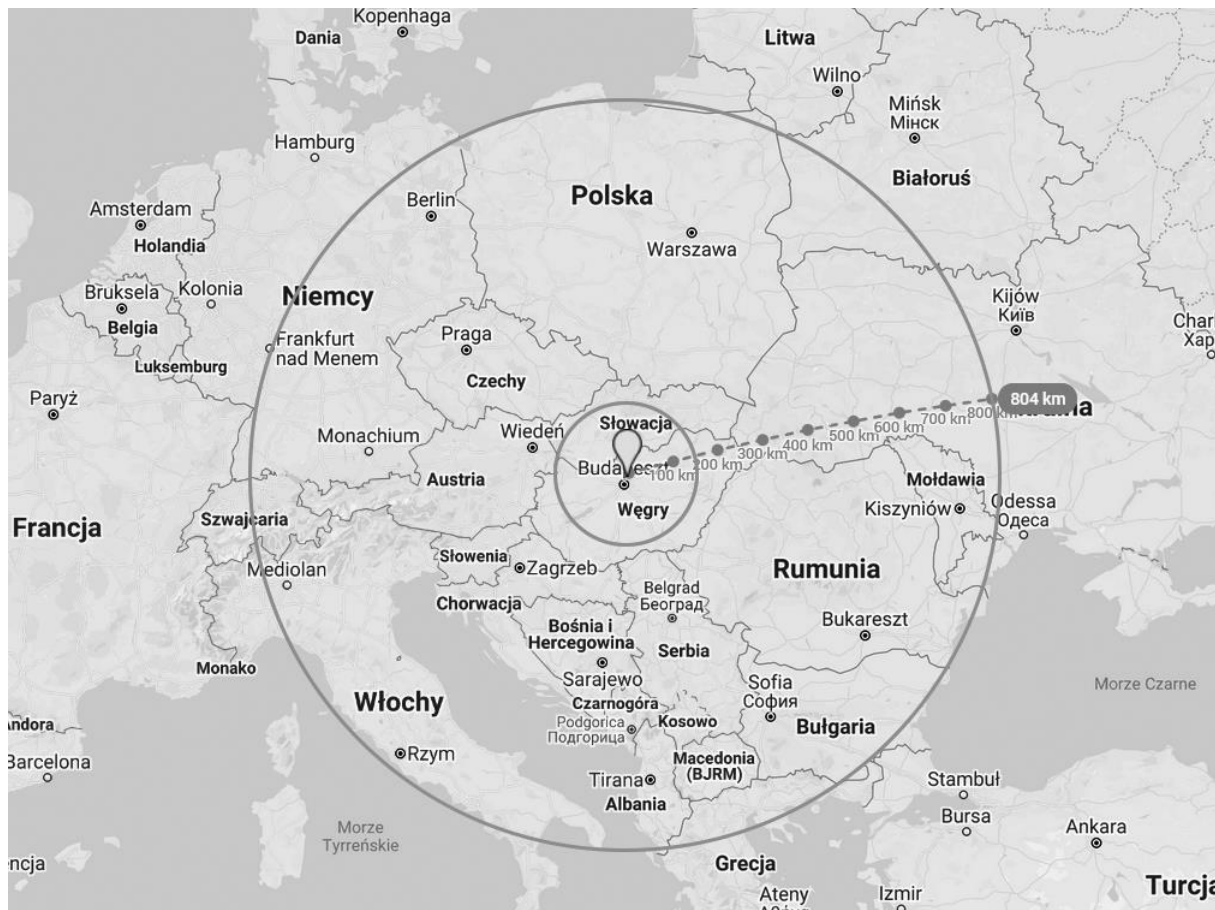 Kopenhaga
Dania
Litwa
Wilno
Mińsk
Мінск
Hamburg
Białoruś
Polska
Berlin
Amsterdam
Holandia
Warszawa
Bruksela
Kolonia
Niemcy
Kijów
Київ
Belgia
Praga
Frankfurt
nad Menem
Luksemburg
Czechy
Paryż
804 km
800 km
700 km
600 km
500 km
400 km
300 km
200 km
100 km
Słowacja
Wiedeń
Monachium
Austria
Węgry
Mołdawia
Kiszyniów
Odessa
Одеса
Szwajcaria
Francja
Słowenia
Zagrzeb
Mediolan
Rumunia
Belgrad
Београд
Chorwacja
Bośnia i
Hercegowina
Bukareszt
Serbia
Monako
Sarajewo
Sofia
София
Morze Czarne
Włochy
Czarnogóra
Podgorica
Подгорица
Kosowo
Bułgaria
Rzym
Barcelona
Macedonia
(BJRM)
Tirana
Albania
Stambuł
Bursa
Ankara
Morze
Tyrreńskie
Grecja
Ateny
Izmir